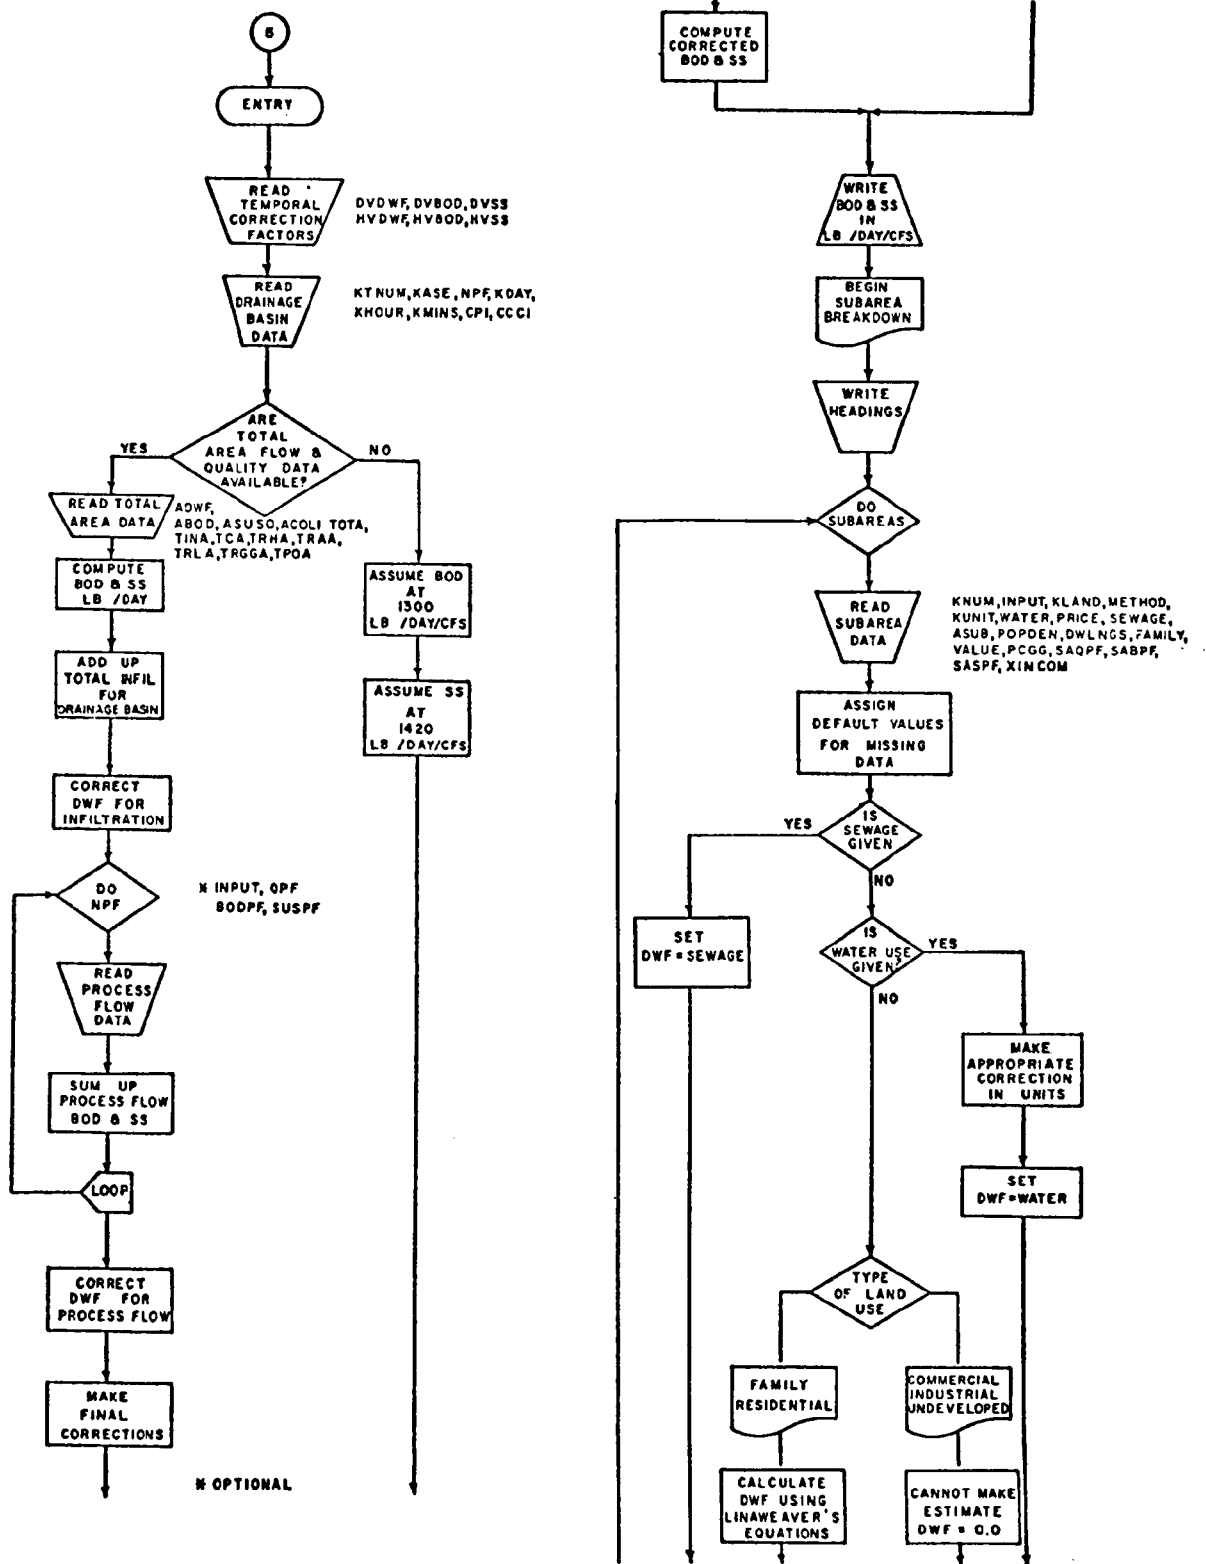 5
ENTRY
READ
TEMPORAL
CORRECTION
FACTORS
DVDWF, DVBOD, DVSS
HVDWF, HVBOD, HVSS
READ
DRAINAGE
BASIN
DATA
KTNUM, KASE, NPF, KDAY,
KHOUR, KMINS, CPI, CCCI
ARE
TOTAL
AREA FLOW &
QUALITY DATA
AVAILABLE?
YES
NO
READ TOTAL
AREA DATA
ADWF,
ABOD, ASUSO, ACOLI TOTA,
TINA, TCA, TRHA, TRAA,
TRLA, TRGGA, TPOA
COMPUTE
BOD & SS
LB /DAY
ADD UP
TOTAL INFIL
FOR
DRAINAGE BASIN
CORRECT
DWF FOR
INFILTRATION
DO
NPF
* INPUT, QPF
BODPF, SUSPF
READ
PROCESS
FLOW
DATA
SUM UP
PROCESS FLOW
BOD & SS
LOOP
CORRECT
DWF FOR
PROCESS FLOW
MAKE
FINAL
CORRECTIONS
* OPTIONAL
ASSUME BOD
AT
1300
LB /DAY/CFS
ASSUME SS
AT
1420
LB /DAY/CFS
COMPUTE
CORRECTED
BOD & SS
WRITE
BOD & SS
IN
LB /DAY/CFS
BEGIN
SUBAREA
BREAKDOWN
WRITE
HEADINGS
DO
SUBAREAS
READ
SUBAREA
DATA
KNUM, INPUT, KLAND, METHOD,
KUNIT, WATER, PRICE, SEWAGE,
ASUB, POPDEN, DWLNGS, FAMILY,
VALUE, PCGG, SAQPF, SABPF,
SASPF, XINCOM
ASSIGN
DEFAULT VALUES
FOR MISSING
DATA
IS
SEWAGE
GIVEN
YES
NO
SET
DWF = SEWAGE
IS
WATER USE
GIVEN?
YES
NO
MAKE
APPROPRIATE
CORRECTION
IN UNITS
SET
DWF=WATER
TYPE
OF LAND
USE
FAMILY
RESIDENTIAL
COMMERCIAL
INDUSTRIAL
UNDEVELOPED
CALCULATE
DWF USING
LINAWEAVER'S
EQUATIONS
CANNOT MAKE
ESTIMATE
DWF = 0.0